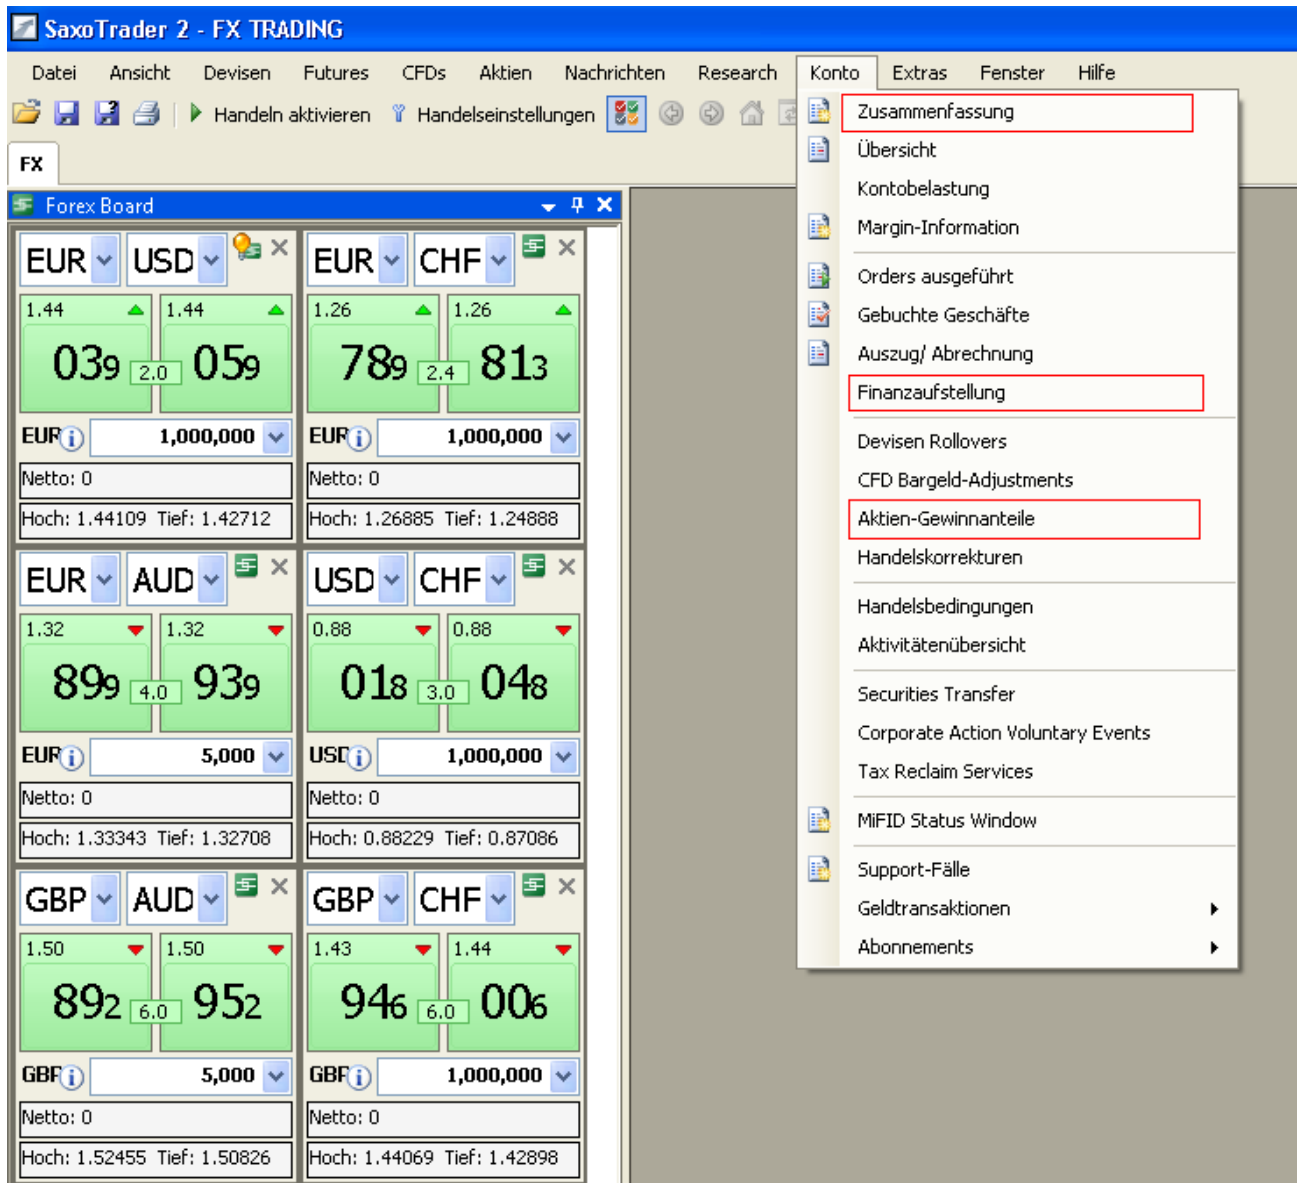 SaxoTrader 2 - FX TRADING
Datei Ansicht Devisen Futures CFDs Aktien Nachrichten Research Konto Extras Fenster Hilfe
Handeln aktivieren Handelseinstellungen
FX
Forex Board
EUR USD EUR CHF
1.44 1.44 1.26 1.26
039 2.0 059 789 2.4 813
EUR 1,000,000 EUR 1,000,000
Netto: 0 Netto: 0
Hoch: 1.44109 Tief: 1.42712 Hoch: 1.26885 Tief: 1.24888
EUR AUD USD CHF
1.32 1.32 0.88 0.88
899 4.0 939 018 3.0 048
EUR 5,000 USD 1,000,000
Netto: 0 Netto: 0
Hoch: 1.33343 Tief: 1.32708 Hoch: 0.88229 Tief: 0.87086
GBP AUD GBP CHF
1.50 1.50 1.43 1.44
892 6.0 952 946 6.0 006
GBP 5,000 GBP 1,000,000
Netto: 0 Netto: 0
Hoch: 1.52455 Tief: 1.50826 Hoch: 1.44069 Tief: 1.42898
Zusammenfassung
Übersicht
Kontobelastung
Margin-Information
Orders ausgeführt
Gebuchte Geschäfte
Auszug/ Abrechnung
Finanzaufstellung
Devisen Rollovers
CFD Bargeld-Adjustments
Aktien-Gewinnanteile
Handelskorrekturen
Handelsbedingungen
Aktivitätenübersicht
Securities Transfer
Corporate Action Voluntary Events
Tax Reclaim Services
MiFID Status Window
Support-Fälle
Geldtransaktionen
Abonnements